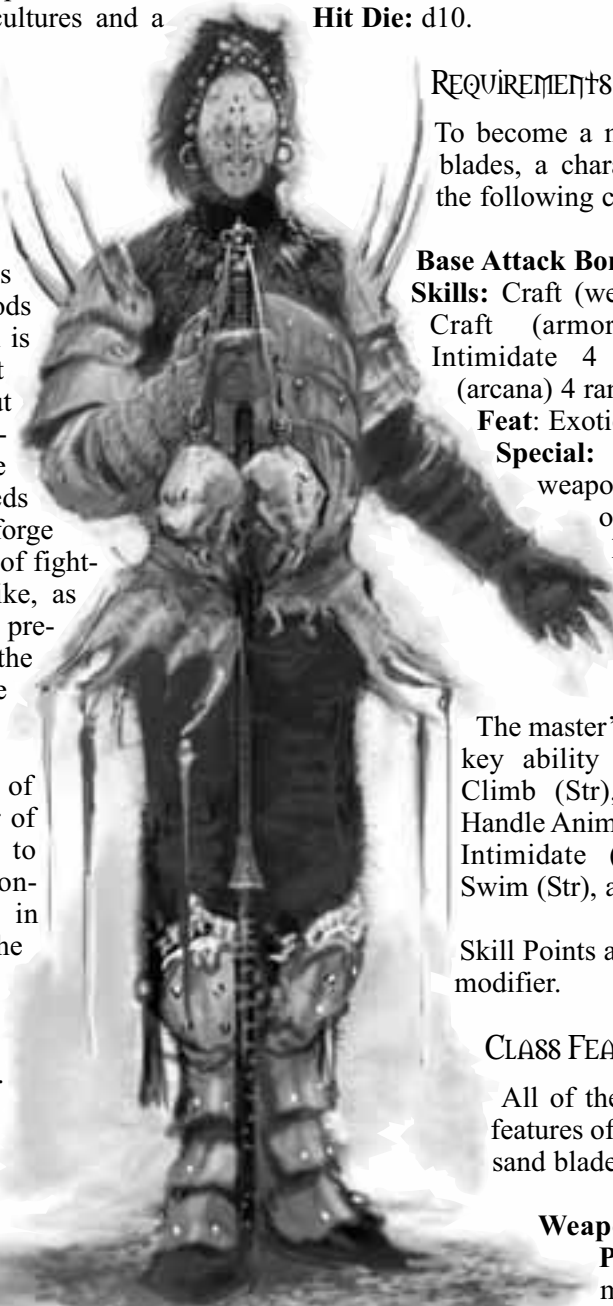 cultures and a
s
ods
is
t
ut
-
e
eds
forge
of fight-
ike, as
pre-
the
e
of
r of
to
on-
in
he
.
Hit Die: d10.
Requirements
To become a m
blades, a chara
the following c
Base Attack Bon
Skills: Craft (we
Craft (armor
Intimidate 4
(arcana) 4 ran
Feat: Exotic
Special:
weapo
o
The master’
key ability
Climb (Str),
Handle Anim
Intimidate (
Swim (Str), a
Skill Points a
modifier.
Class Fea
All of the
features of
sand blade
Weap
P
n